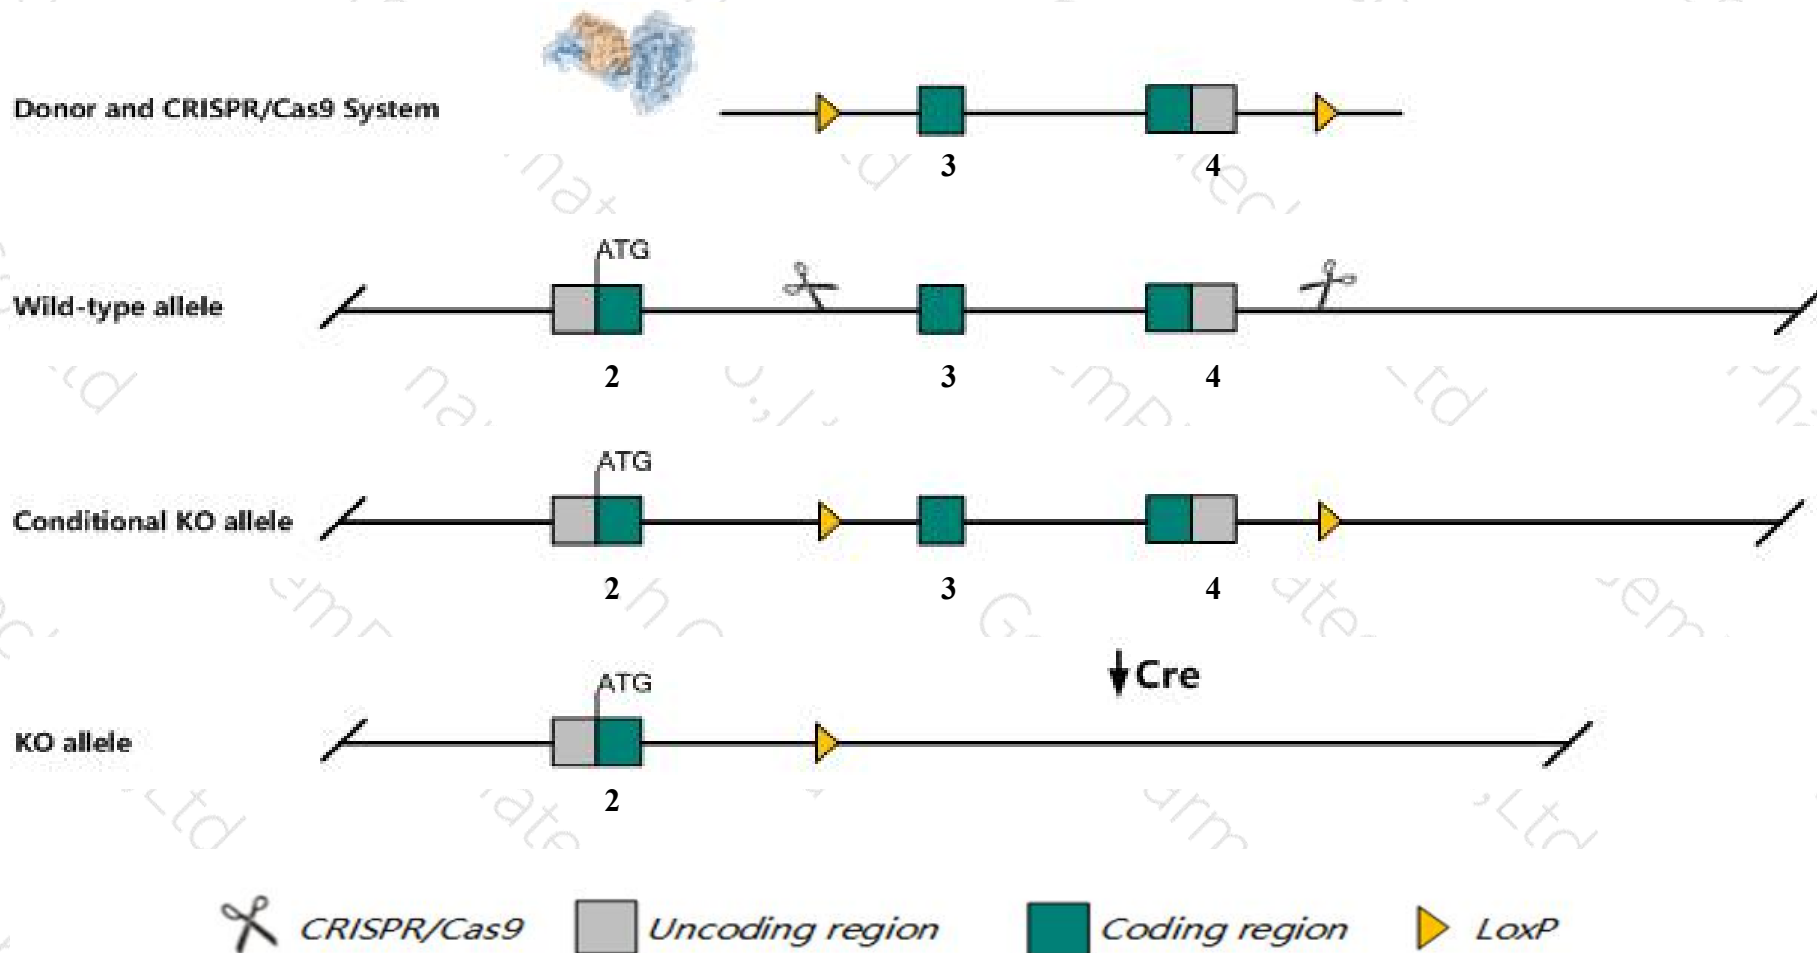 Donor and CRISPR/Cas9 System
3 4
ATG
Wild-type allele
2 3 4
ATG
Conditional KO allele
2 3 4
Cre
ATG
KO allele
2
CRISPR/Cas9 Uncoding region Coding region LoxP